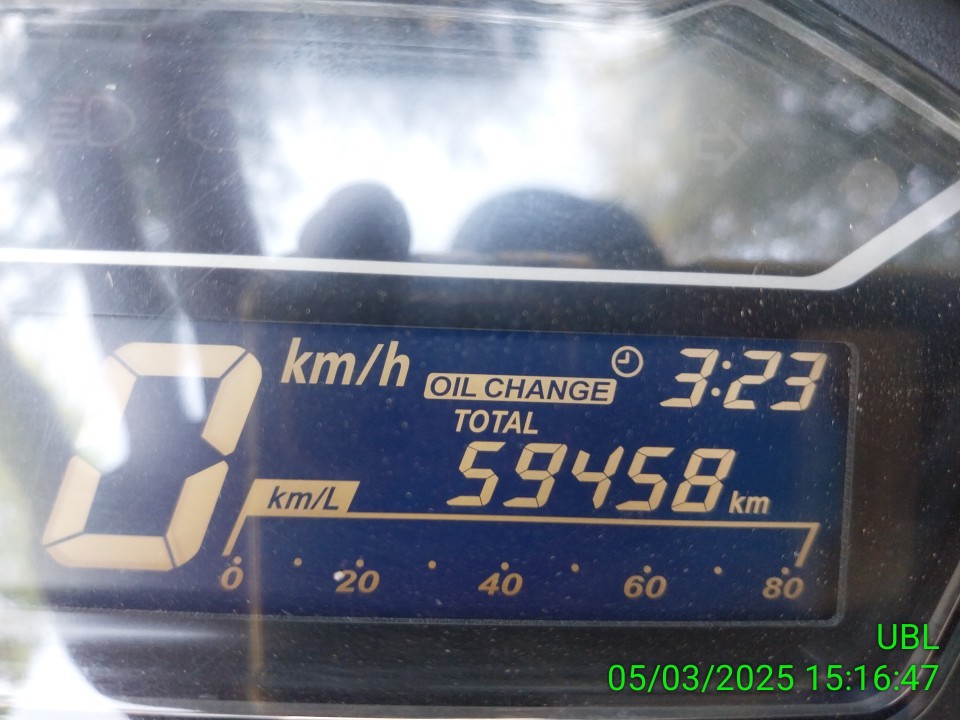 0 km/h
OIL CHANGE
3:23
TOTAL
59458 km
km/L
0 20 40 60 80
UBL
05/03/2025 15:16:47